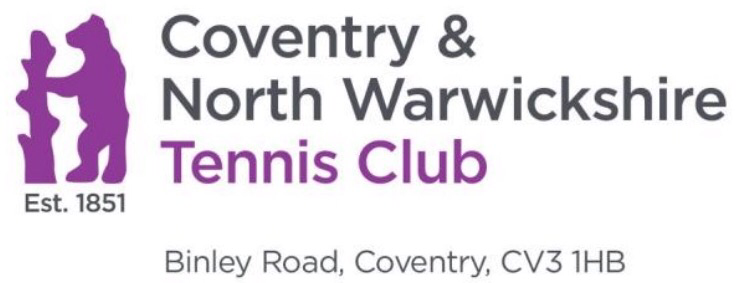 Coventry &
North Warwickshire
Tennis Club
Est. 1851
Binley Road, Coventry, CV3 1HB